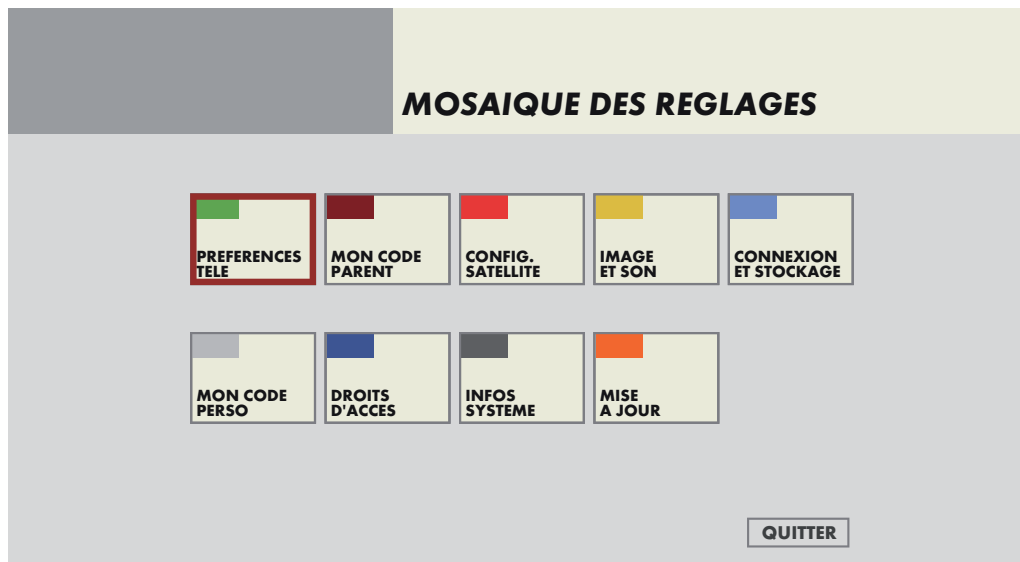 MOSAIQUE DES REGLAGES
PREFERENCES
TELE
MON CODE
PARENT
CONFIG.
SATELLITE
IMAGE
ET SON
CONNEXION
ET STOCKAGE
MON CODE
PERSO
DROITS
D'ACCES
INFOS
SYSTEME
MISE
A JOUR
QUITTER